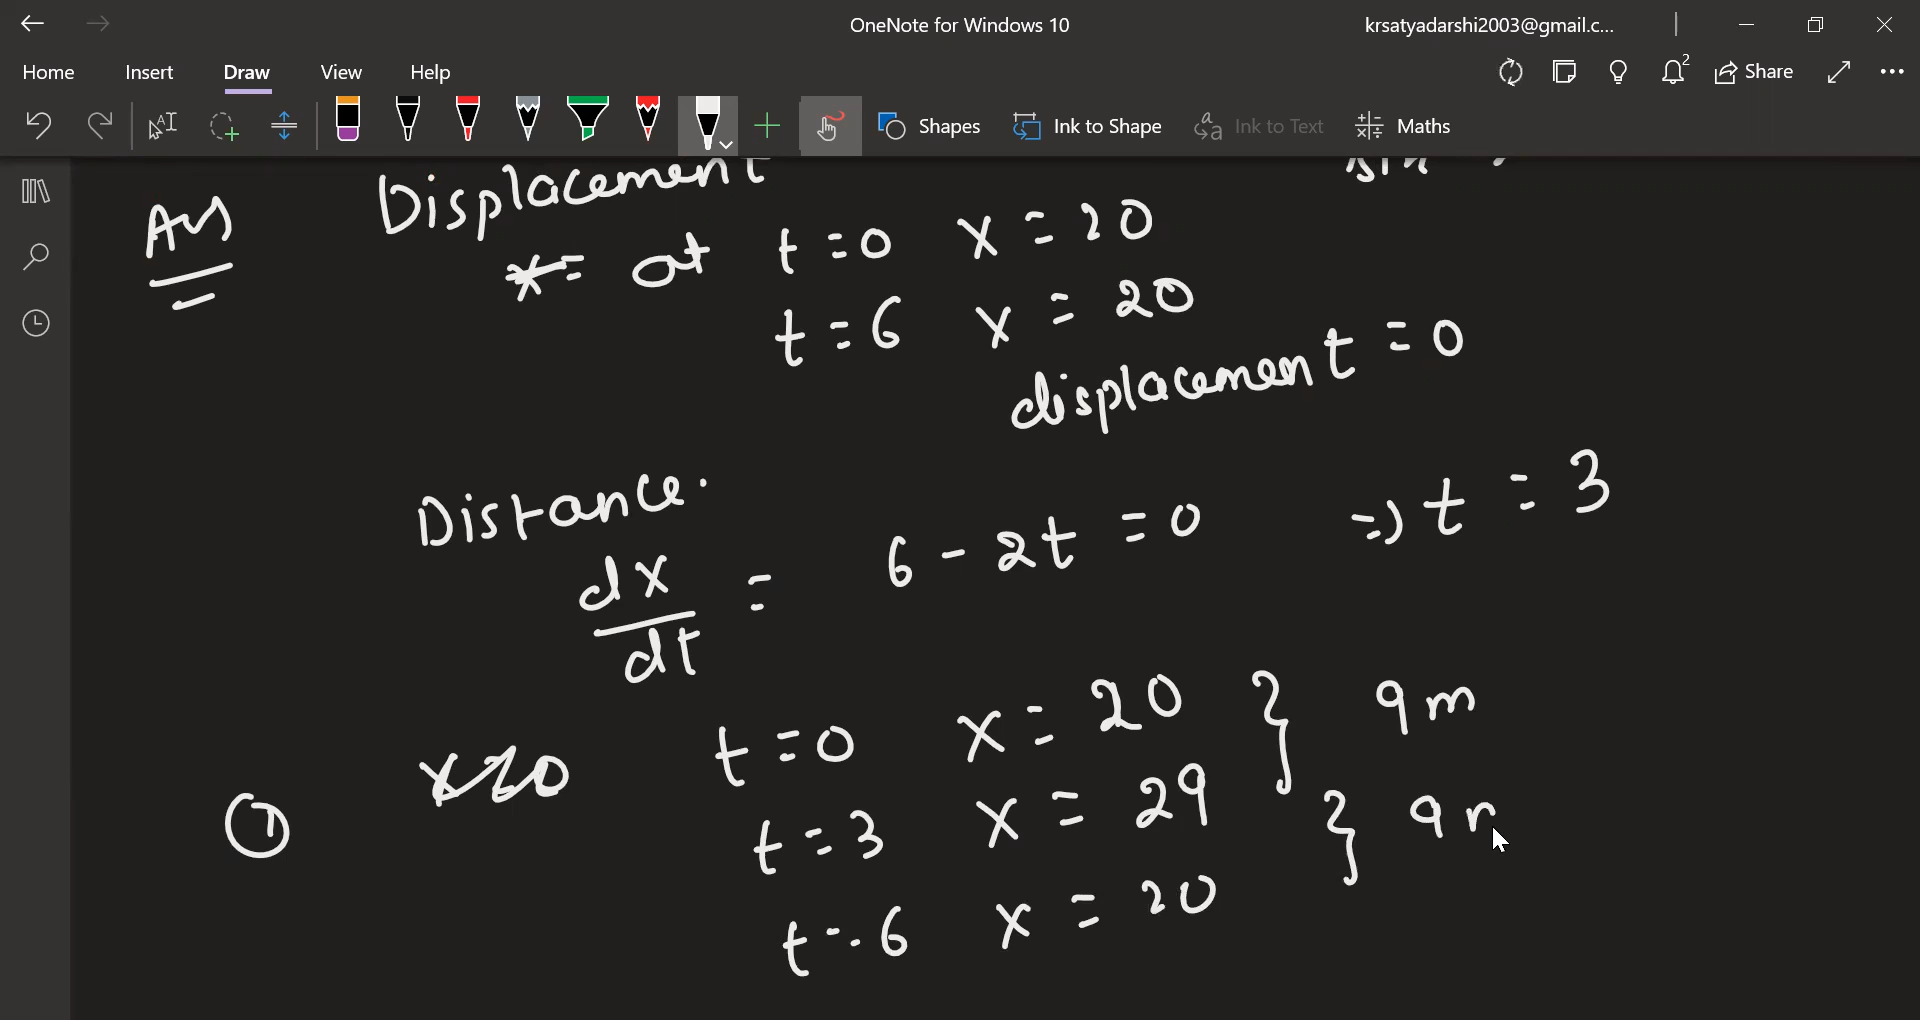 OneNote for Windows 10
krsatyadarshi2003@gmail.c...
Home Insert Draw View Help
2 Share
Shapes Ink to Shape Ink to Text Maths
Ans Displacement
x= at t = 0 x = 20
t = 6 x = 20
displacement = 0
Distance.
dx/dt = 6 - 2t = 0 => t = 3
t = 0 x = 20 } 9m
t = 3 x = 29 } 9
t = 6 x = 20